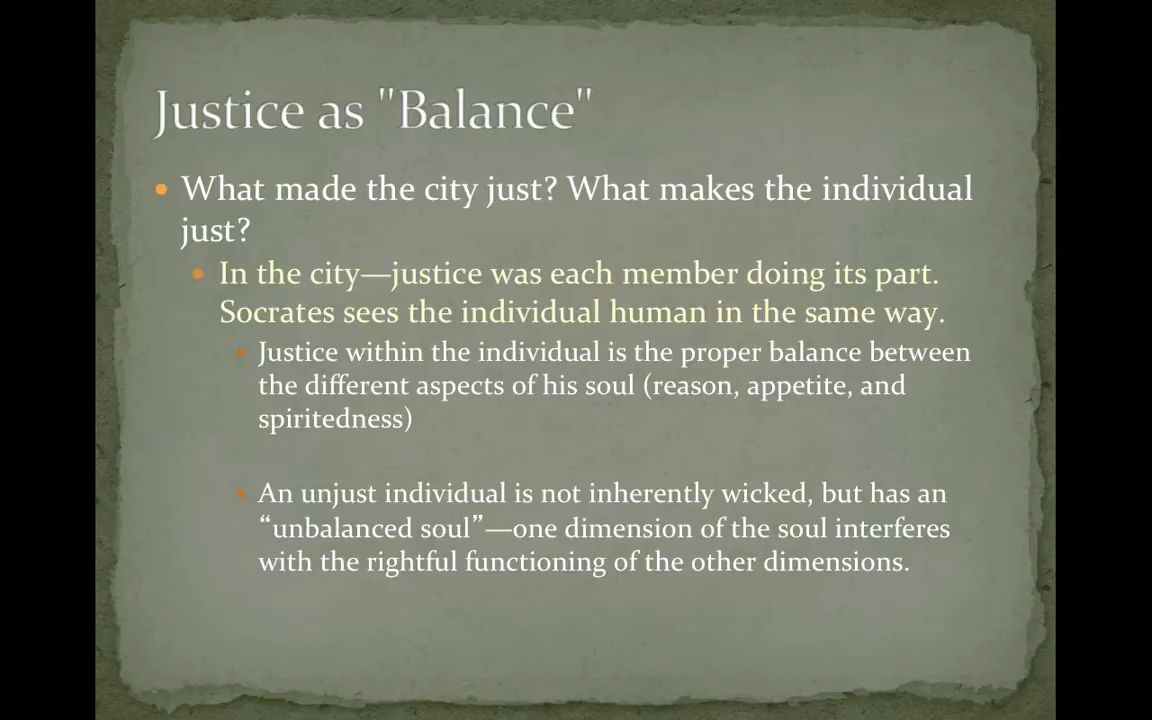 Justice as "Balance"
• What made the city just? What makes the individual
just?
• In the city—justice was each member doing its part.
Socrates sees the individual human in the same way.
• Justice within the individual is the proper balance between
the different aspects of his soul (reason, appetite, and
spiritedness)
• An unjust individual is not inherently wicked, but has an
“unbalanced soul”—one dimension of the soul interferes
with the rightful functioning of the other dimensions.